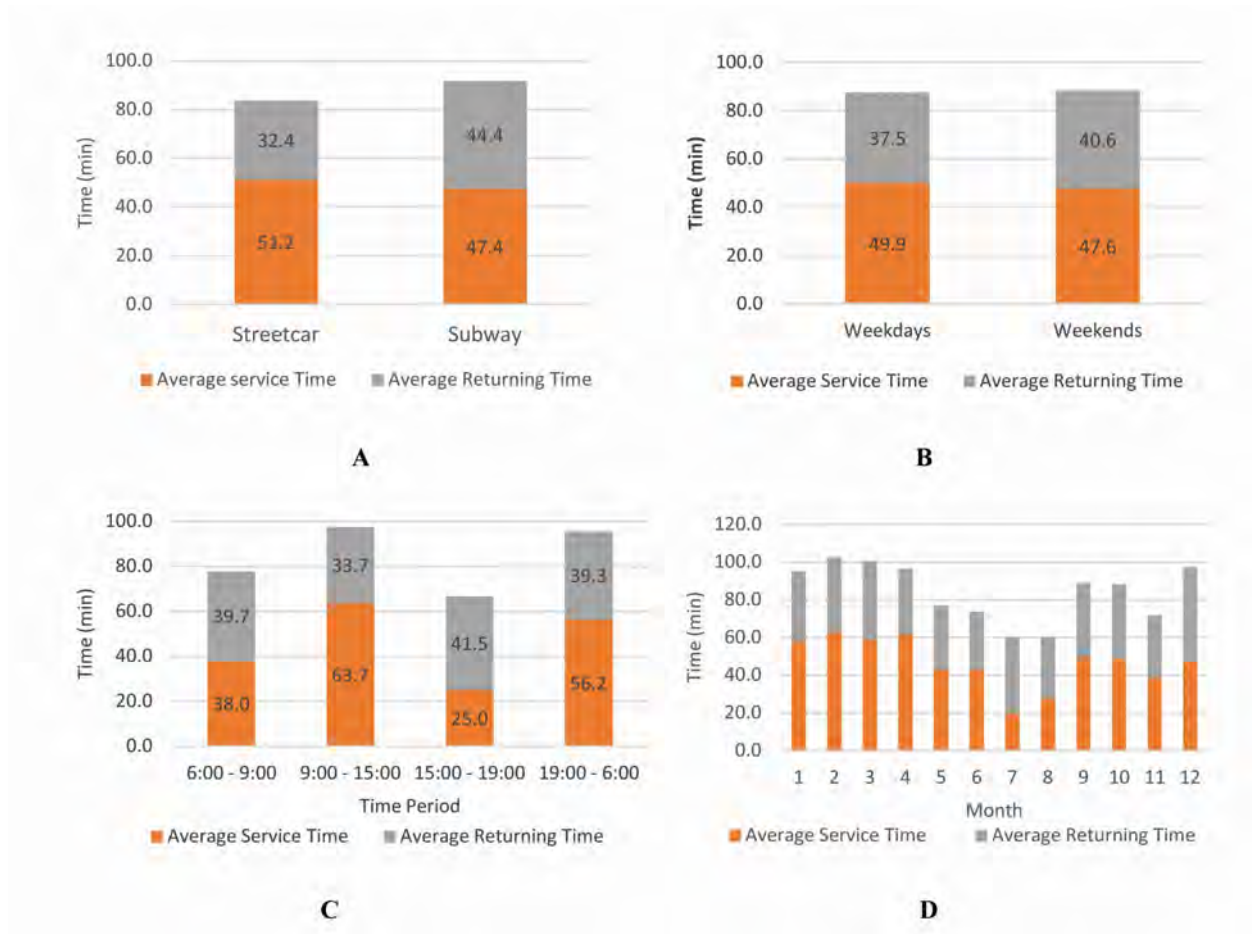 100.0
80.0
60.0
40.0
20.0
0.0
Time (min)
32.4
44.4
51.2
47.4
Streetcar
Subway
Average service Time
Average Returning Time
A
100.0
80.0
60.0
40.0
20.0
0.0
Time (min)
37.5
40.6
49.9
47.6
Weekdays
Weekends
Average Service Time
Average Returning Time
B
100.0
80.0
60.0
40.0
20.0
0.0
Time (min)
39.7
33.7
41.5
39.3
38.0
63.7
25.0
56.2
6:00 - 9:00
9:00 - 15:00
15:00 - 19:00
19:00 - 6:00
Time Period
Average Service Time
Average Returning Time
C
120.0
100.0
80.0
60.0
40.0
20.0
0.0
Time (min)
1 2 3 4 5 6 7 8 9 10 11 12
Month
Average Service Time
Average Returning Time
D